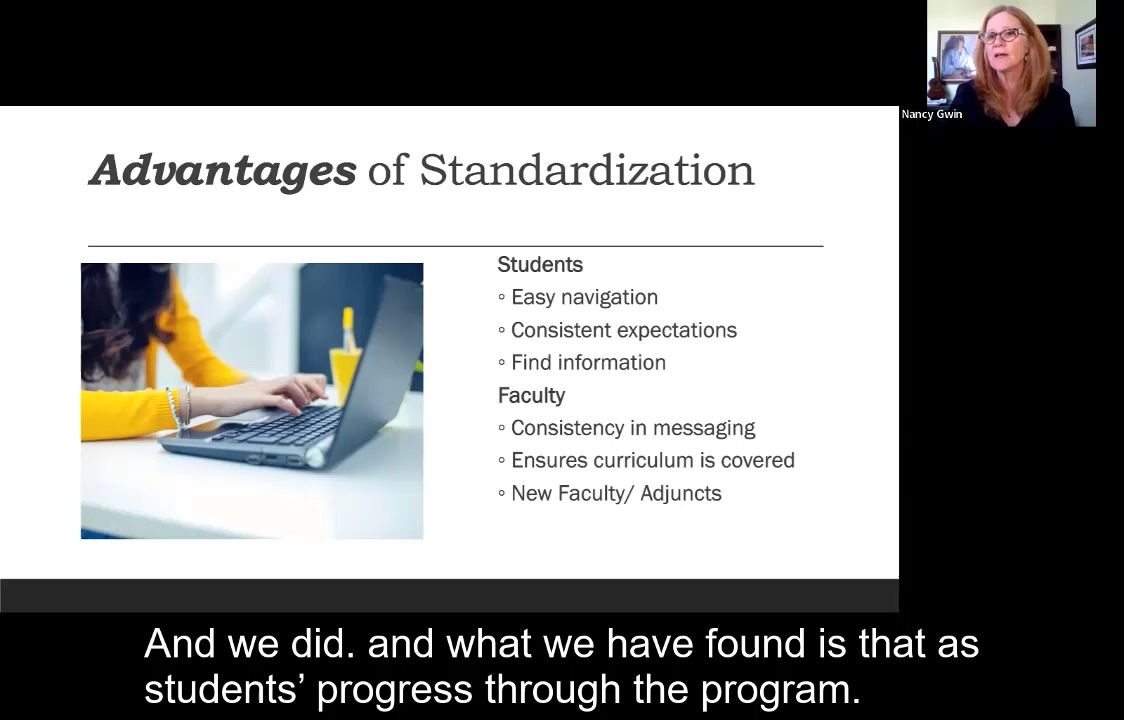 Nancy Gwin
Advantages of Standardization
Students
◦ Easy navigation
◦ Consistent expectations
◦ Find information
Faculty
◦ Consistency in messaging
◦ Ensures curriculum is covered
◦ New Faculty/ Adjuncts
And we did. and what we have found is that as
students’ progress through the program.